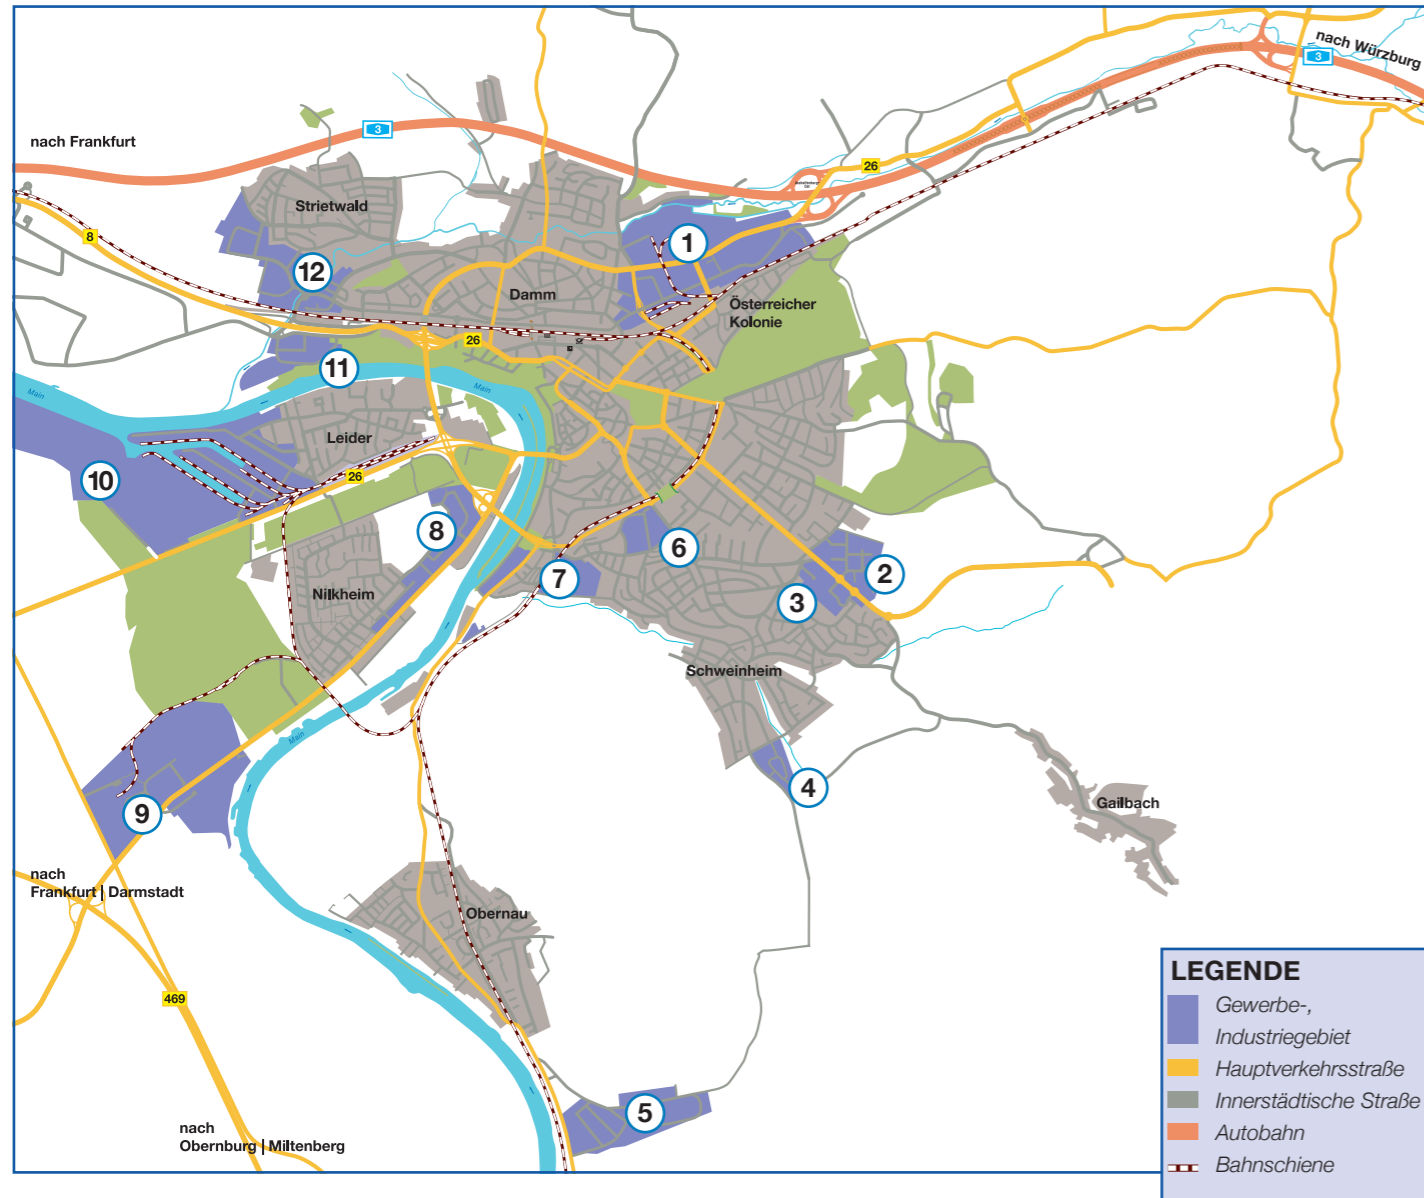 nach Würzburg
3
3
nach Frankfurt
26
Strietwald
8
1
12
Damm
Österreicher
Kolonie
26
11
Main
Main
Leider
10
26
8
6
7
2
3
Nilkheim
Schweinheim
Main
4
9
Gailbach
nach
Frankfurt | Darmstadt
Obernau
469
5
nach
Obernburg | Miltenberg
LEGENDE
Gewerbe-,
Industriegebiet
Hauptverkehrsstraße
Innerstädtische Straße
Autobahn
Bahnschiene